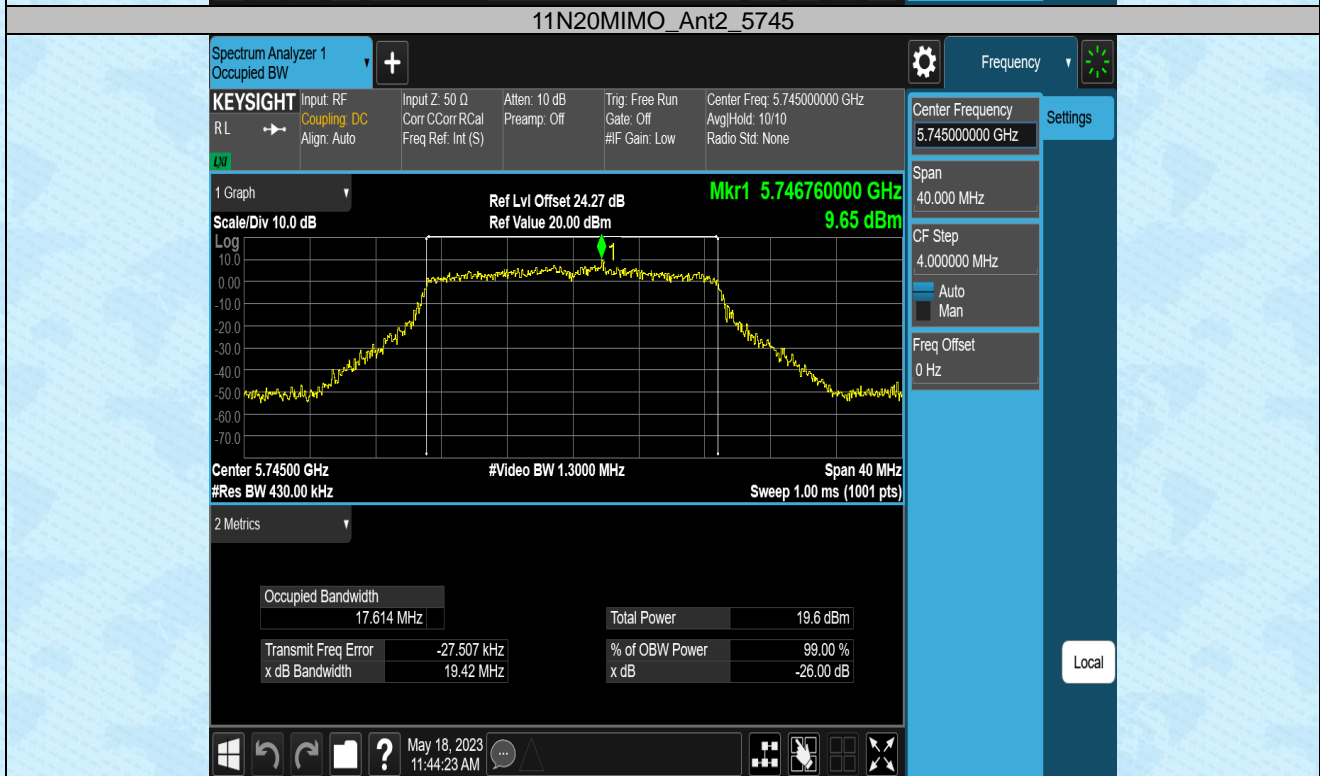 11N20MIMO_Ant2_5745
Spectrum Analyzer 1
Occupied BW
+
Frequency
KEYSIGHT
RL
LXI
Input: RF
Coupling: DC
Align: Auto
Input Z: 50 Ω
Corr CCorr RCal
Freq Ref: Int (S)
Atten: 10 dB
Preamp: Off
Trig: Free Run
Gate: Off
#IF Gain: Low
Center Freq: 5.745000000 GHz
Avg|Hold: 10/10
Radio Std: None
Center Frequency
5.745000000 GHz
Settings
Span
40.000 MHz
CF Step
4.000000 MHz
Auto
Man
Freq Offset
0 Hz
1 Graph
Scale/Div 10.0 dB
Ref Lvl Offset 24.27 dB
Ref Value 20.00 dBm
Mkr1 5.746760000 GHz
9.65 dBm
Log
1
10.0
0.00
-10.0
-20.0
-30.0
-40.0
-50.0
-60.0
-70.0
Center 5.74500 GHz
#Video BW 1.3000 MHz
Span 40 MHz
#Res BW 430.00 kHz
Sweep 1.00 ms (1001 pts)
2 Metrics
Occupied Bandwidth
17.614 MHz
Total Power 19.6 dBm
Transmit Freq Error -27.507 kHz
% of OBW Power 99.00 %
x dB Bandwidth 19.42 MHz
x dB -26.00 dB
Local
?
May 18, 2023
11:44:23 AM